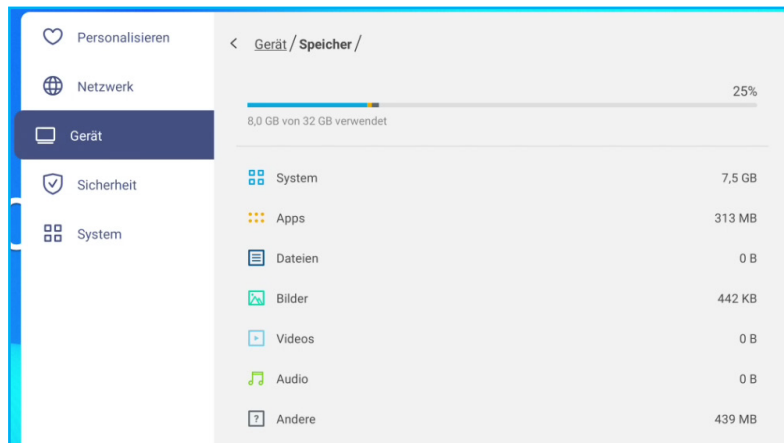 Personalisieren
Netzwerk
Gerät
Sicherheit
System
< Gerät / Speicher /
25%
8,0 GB von 32 GB verwendet
System 7,5 GB
Apps 313 MB
Dateien 0 B
Bilder 442 KB
Videos 0 B
Audio 0 B
Andere 439 MB